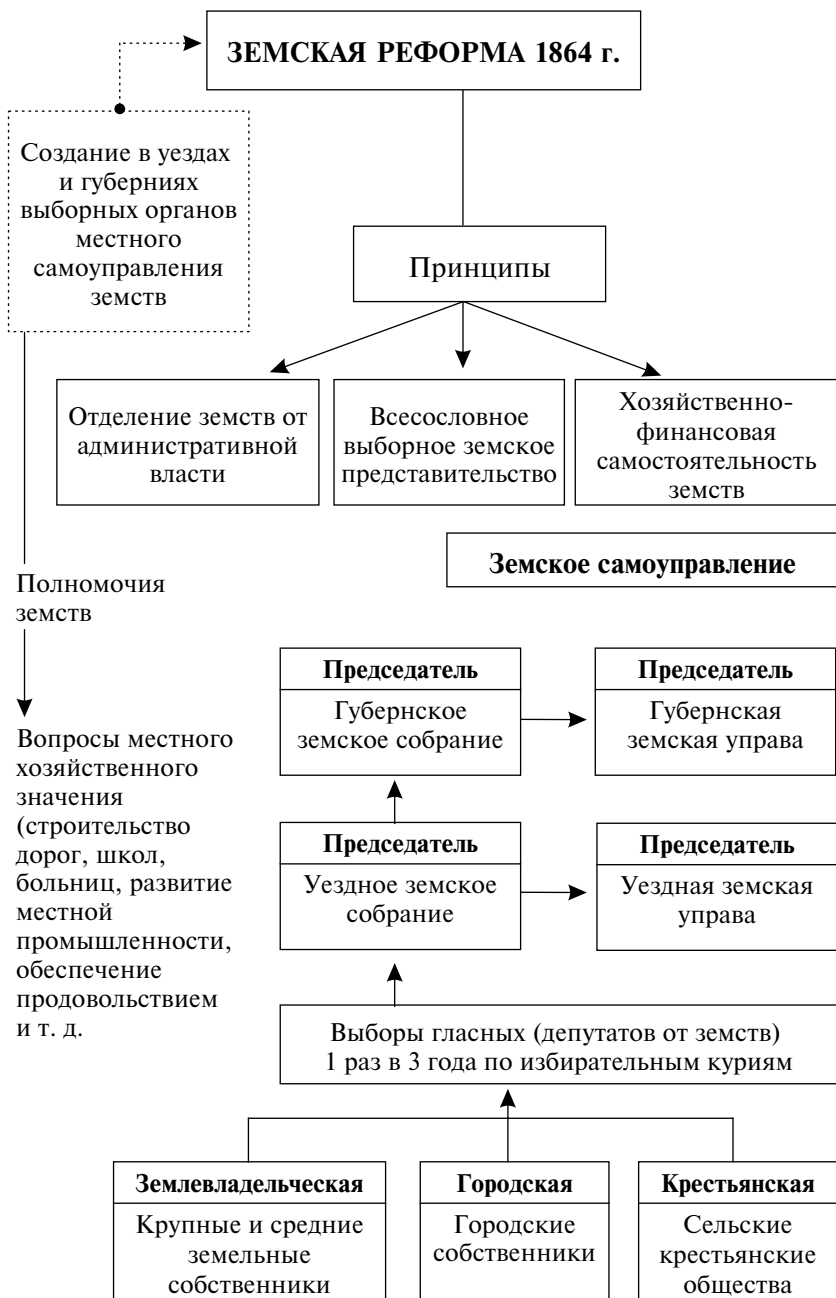 ЗЕМСКАЯ РЕФОРМА 1864 г.
Создание в уездах
и губерниях
выборных органов
местного
самоуправления
земств
Принципы
Отделение земств от
административной
власти
Всесословное
выборное земское
представительство
Хозяйственно-
финансовая
самостоятельность
земств
Земское самоуправление
Полномочия
земств
Вопросы местного
хозяйственного
значения
(строительство
дорог, школ,
больниц, развитие
местной
промышленности,
обеспечение
продовольствием
и т. д.
Председатель
Губернское
земское собрание
Председатель
Губернская
земская управа
Председатель
Уездное земское
собрание
Председатель
Уездная земская
управа
Выборы гласных (депутатов от земств)
1 раз в 3 года по избирательным куриям
Землевладельческая
Крупные и средние
земельные
собственники
Городская
Городские
собственники
Крестьянская
Сельские
крестьянские
общества